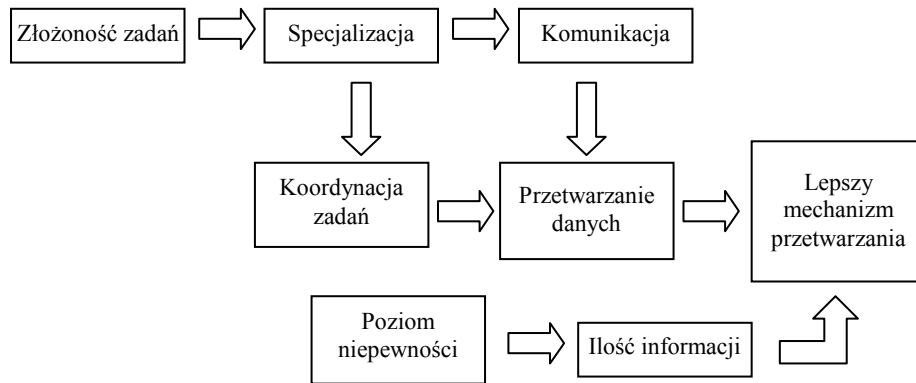 Złożoność zadań
Specjalizacja
Komunikacja
Koordynacja
zadań
Przetwarzanie
danych
Lepszy
mechanizm
przetwarzania
Poziom
niepewności
Ilość informacji